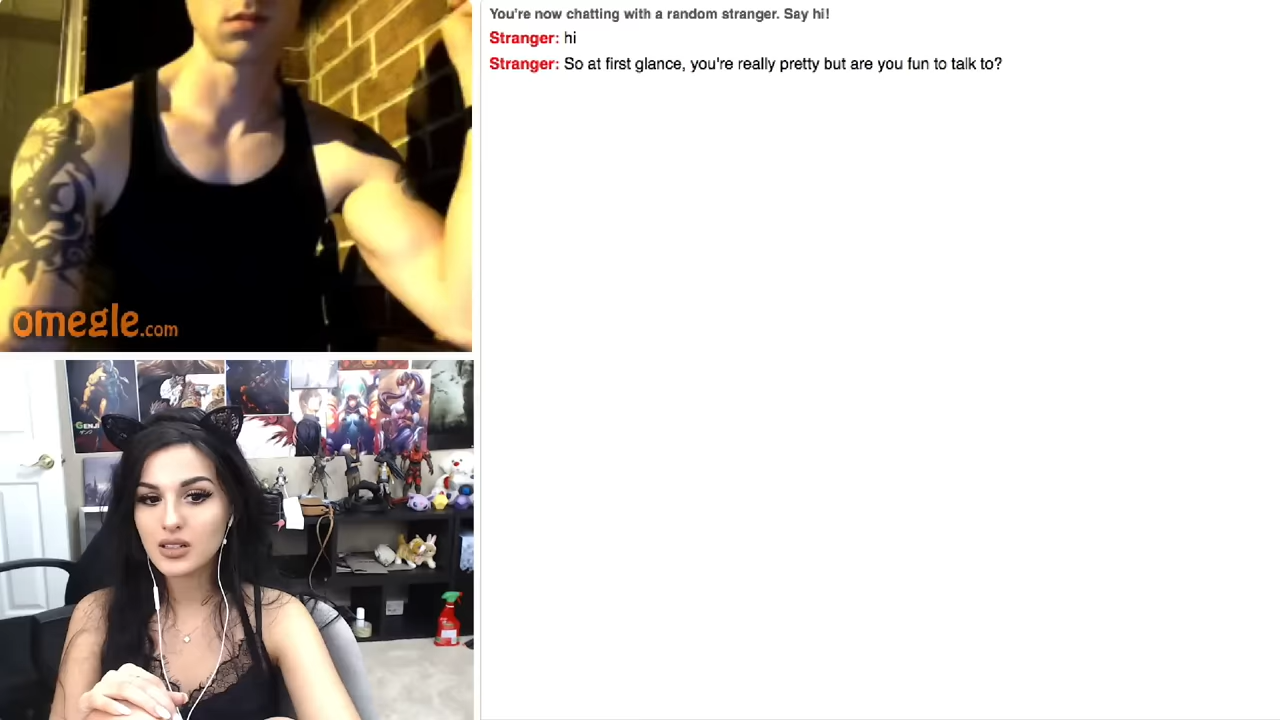 You're now chatting with a random stranger. Say hi!
Stranger: hi
Stranger: So at first glance, you're really pretty but are you fun to talk to?
omegle.com
GENJI